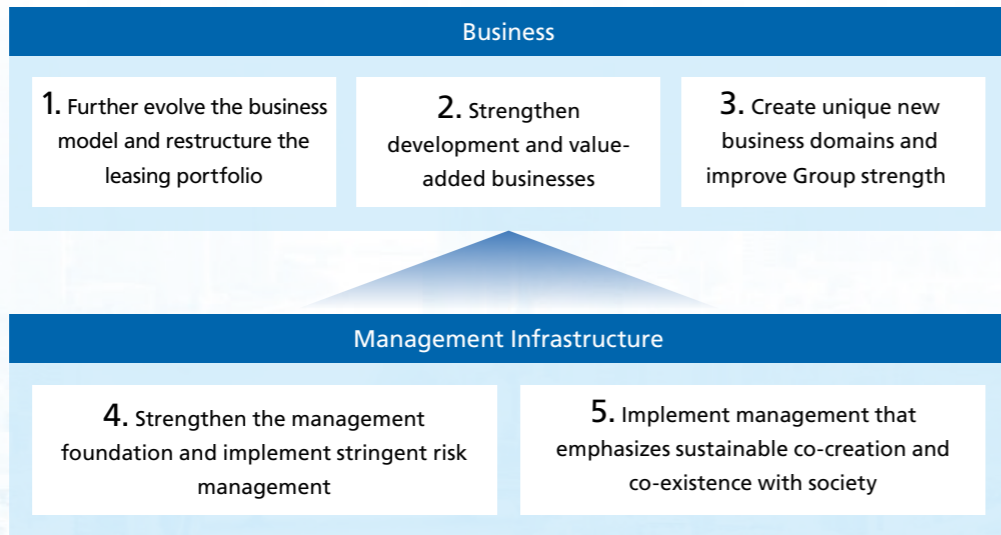 Business
1. Further evolve the business
model and restructure the
leasing portfolio
2. Strengthen
development and value-
added businesses
3. Create unique new
business domains and
improve Group strength
Management Infrastructure
4. Strengthen the management
foundation and implement stringent risk
management
5. Implement management that
emphasizes sustainable co-creation and
co-existence with society